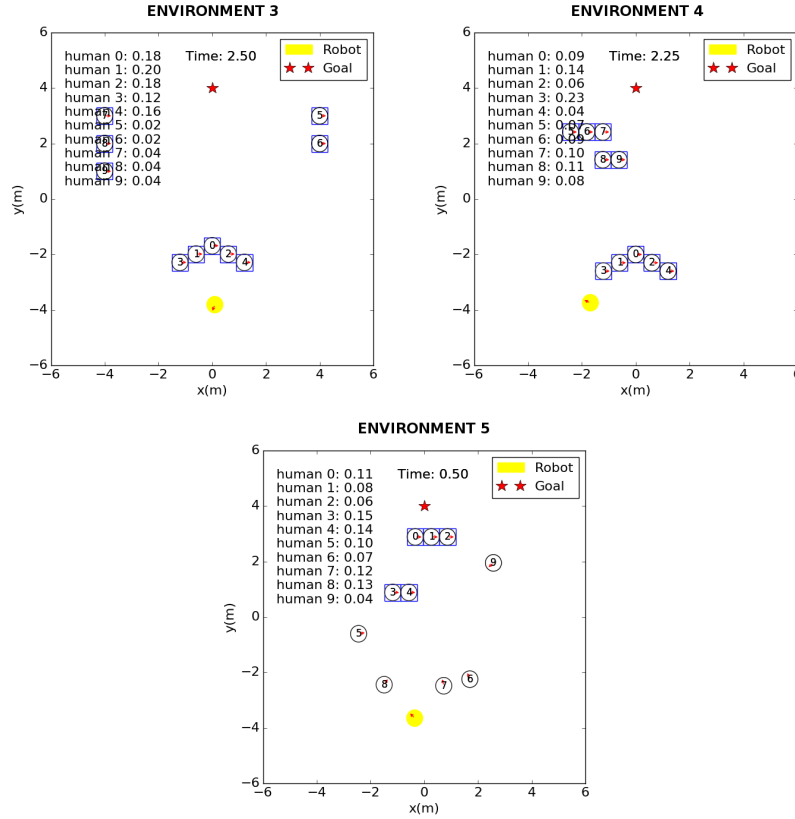 ENVIRONMENT 3
human 0: 0.18
human 1: 0.20
human 2: 0.18
human 3: 0.12
human 4: 0.16
human 5: 0.02
human 6: 0.02
human 7: 0.04
human 8: 0.04
human 9: 0.04
Time: 2.50
Robot
Goal
7
8
9
5
6
0
1
2
3
4
y(m)
6
4
2
0
−2
−4
−6
−6 −4 −2 0 2 4 6
x(m)
ENVIRONMENT 4
human 0: 0.09
human 1: 0.14
human 2: 0.06
human 3: 0.23
human 4: 0.04
human 5: 0.07
human 6: 0.09
human 7: 0.10
human 8: 0.11
human 9: 0.08
Time: 2.25
Robot
Goal
5 6 7
8 9
0
1 2
3 4
y(m)
6
4
2
0
−2
−4
−6
−6 −4 −2 0 2 4 6
x(m)
ENVIRONMENT 5
human 0: 0.11
human 1: 0.08
human 2: 0.06
human 3: 0.15
human 4: 0.14
human 5: 0.10
human 6: 0.07
human 7: 0.12
human 8: 0.13
human 9: 0.04
Time: 0.50
Robot
Goal
0 1 2
9
3 4
5
6
8 7
y(m)
6
4
2
0
−2
−4
−6
−6 −4 −2 0 2 4 6
x(m)